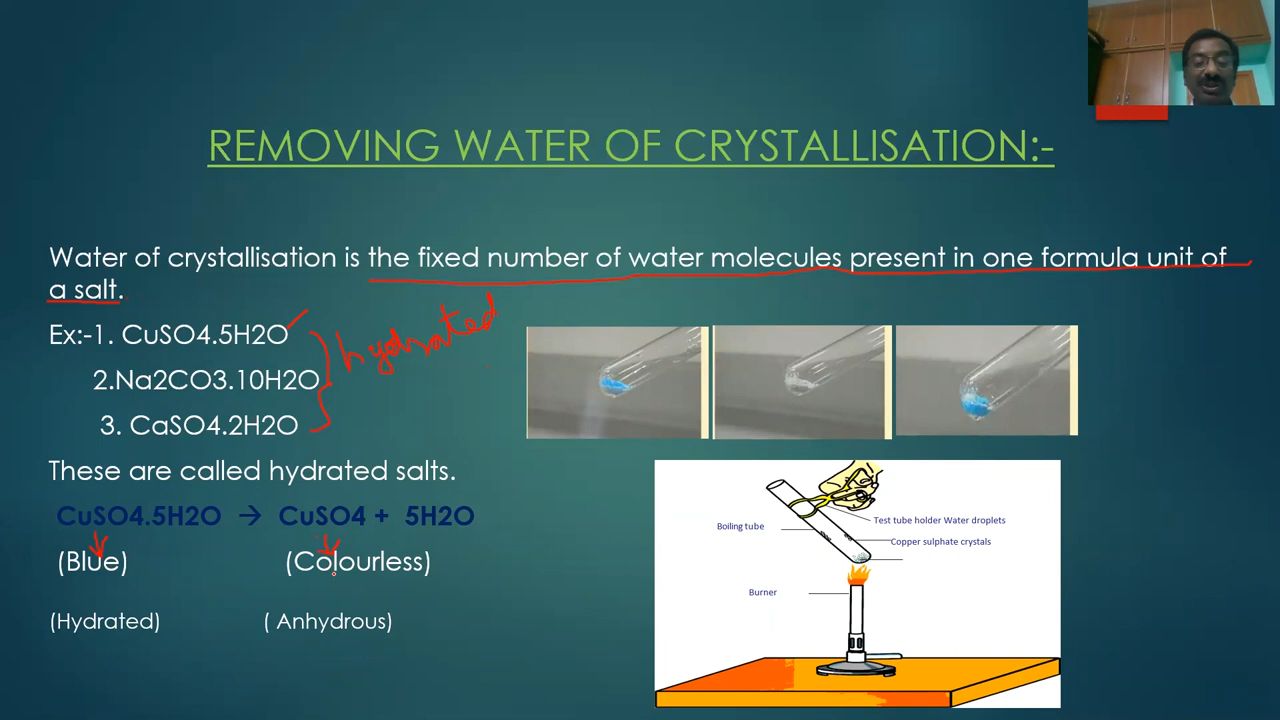 REMOVING WATER OF CRYSTALLISATION:-
Water of crystallisation is the fixed number of water molecules present in one formula unit of
a salt.
Ex:-1. CuSO4.5H2O
2.Na2CO3.10H2O
3. CaSO4.2H2O
hydrated
These are called hydrated salts.
CuSO4.5H2O → CuSO4 + 5H2O
(Blue) (Colourless)
(Hydrated) ( Anhydrous)
Test tube holder Water droplets
Boiling tube
Copper sulphate crystals
Burner